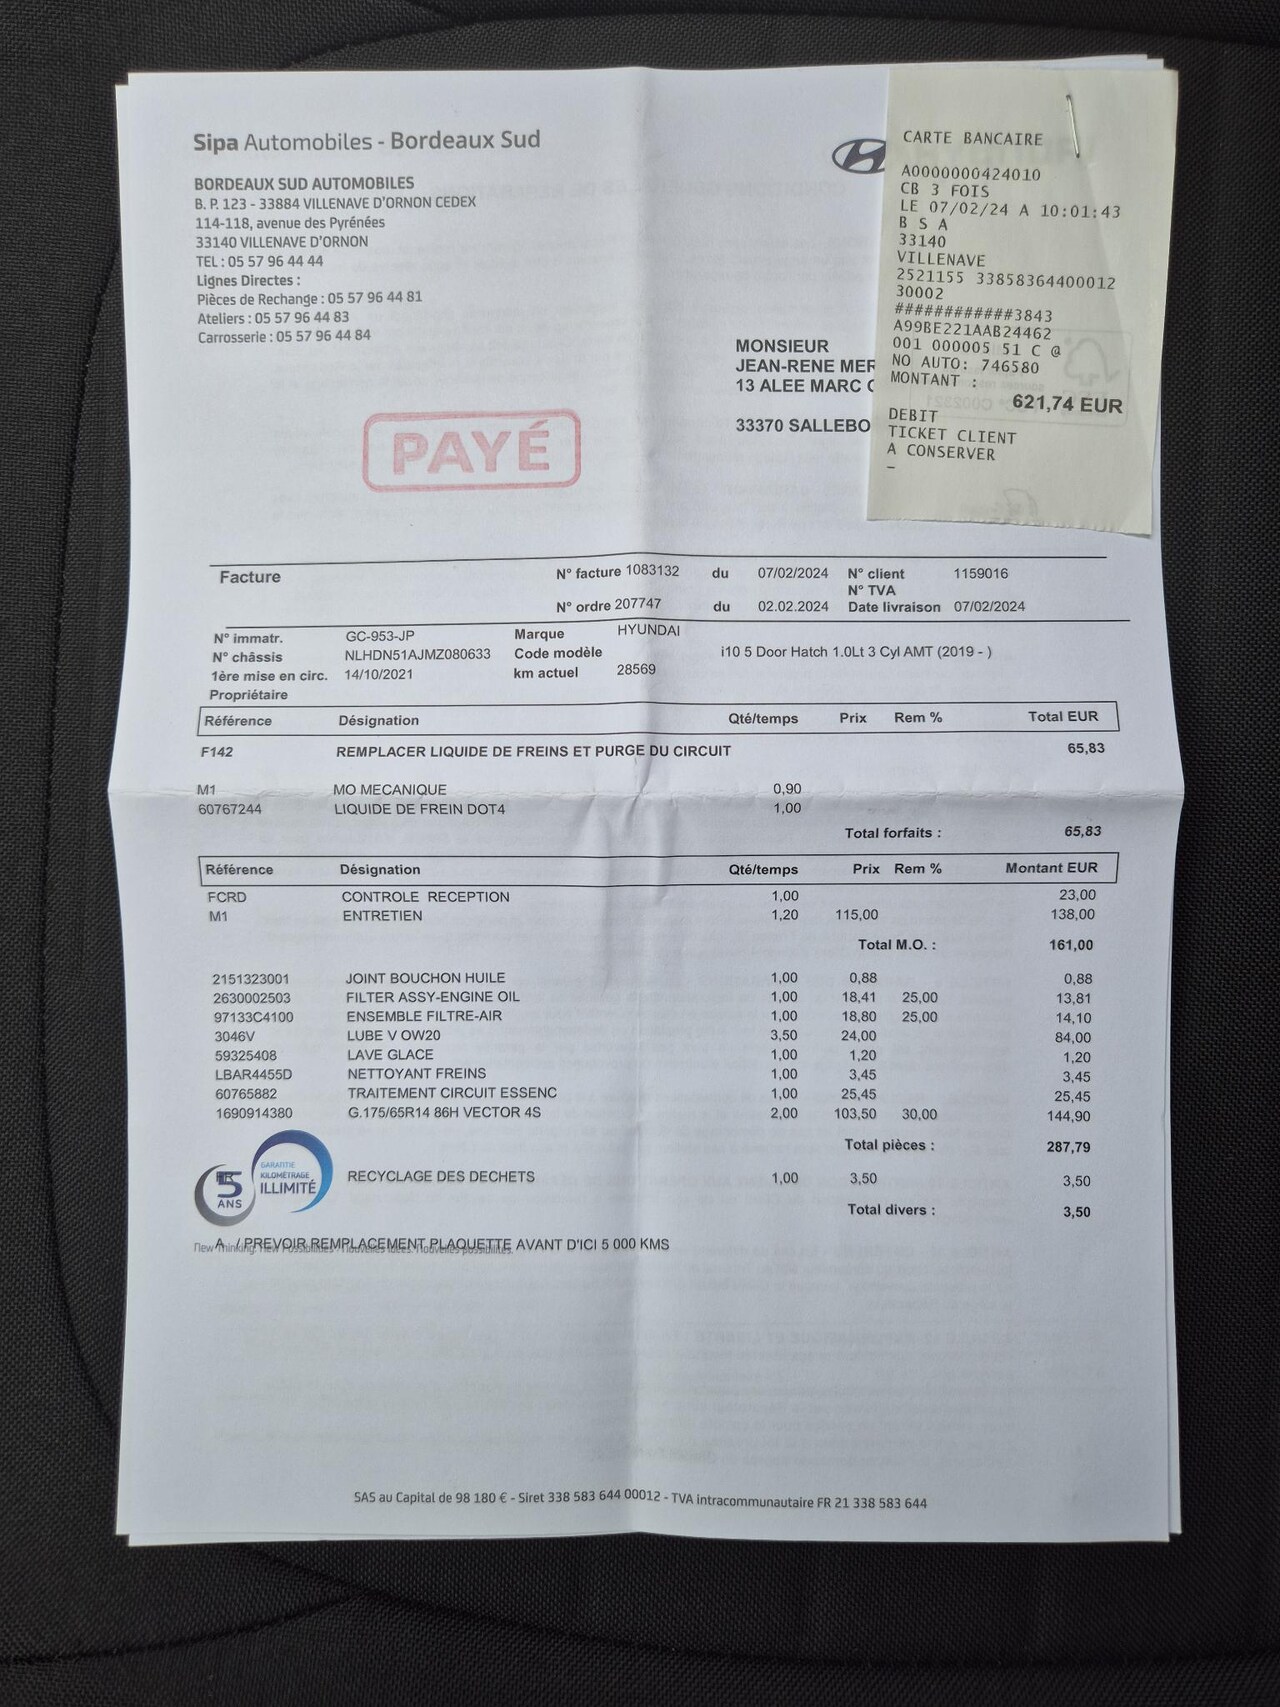 Sipa Automobiles - Bordeaux Sud
BORDEAUX SUD AUTOMOBILES
B. P. 123 - 33884 VILLENAVE D'ORNON CEDEX
114-118, avenue des Pyrénées
33140 VILLENAVE D'ORNON
TEL : 05 57 96 44 44
Lignes Directes :
Pièces de Rechange : 05 57 96 44 81
Ateliers : 05 57 96 44 83
Carrosserie : 05 57 96 44 84
CARTE BANCAIRE
A0000000424010
CB 3 FOIS
LE 07/02/24 A 10:01:43
B S A
33140
VILLENAVE
2521155 33858364400012
30002
############3843
A99BE221AAB24462
001 000005 51 C @
NO AUTO: 746580
MONTANT :
621,74 EUR
DEBIT
TICKET CLIENT
A CONSERVER
MONSIEUR
JEAN-RENE MER
13 ALEE MARC
33370 SALLEBO
PAYÉ
Facture N° facture 1083132 du 07/02/2024 N° client 1159016
N° TVA
N° ordre 207747 du 02.02.2024 Date livraison 07/02/2024
N° immatr. GC-953-JP Marque HYUNDAI
N° châssis NLHDN51AJMZ080633 Code modèle i10 5 Door Hatch 1.0Lt 3 Cyl AMT (2019 - )
1ère mise en circ. 14/10/2021 km actuel 28569
Propriétaire
Référence Désignation Qté/temps Prix Rem % Total EUR
F142 REMPLACER LIQUIDE DE FREINS ET PURGE DU CIRCUIT 65,83
M1 MO MECANIQUE 0,90
60767244 LIQUIDE DE FREIN DOT4 1,00
Total forfaits : 65,83
Référence Désignation Qté/temps Prix Rem % Montant EUR
FCRD CONTROLE RECEPTION 1,00 23,00
M1 ENTRETIEN 1,20 115,00 138,00
Total M.O. : 161,00
2151323001 JOINT BOUCHON HUILE 1,00 0,88 0,88
2630002503 FILTER ASSY-ENGINE OIL 1,00 18,41 25,00 13,81
97133C4100 ENSEMBLE FILTRE-AIR 1,00 18,80 25,00 14,10
3046V LUBE V OW20 3,50 24,00 84,00
59325408 LAVE GLACE 1,00 1,20 1,20
LBAR4455D NETTOYANT FREINS 1,00 3,45 3,45
60765882 TRAITEMENT CIRCUIT ESSENC 1,00 25,45 25,45
1690914380 G.175/65R14 86H VECTOR 4S 2,00 103,50 30,00 144,90
Total pièces : 287,79
5 ANS GARANTIE KILOMÉTRAGE ILLIMITÉ
RECYCLAGE DES DECHETS 1,00 3,50 3,50
Total divers : 3,50
A / PREVOIR REMPLACEMENT PLAQUETTE AVANT D'ICI 5 000 KMS
New Thinking. New Possibilities - Nouvelles idées. Nouvelles possibilités.
SAS au Capital de 98 180 € - Siret 338 583 644 00012 - TVA intracommunautaire FR 21 338 583 644